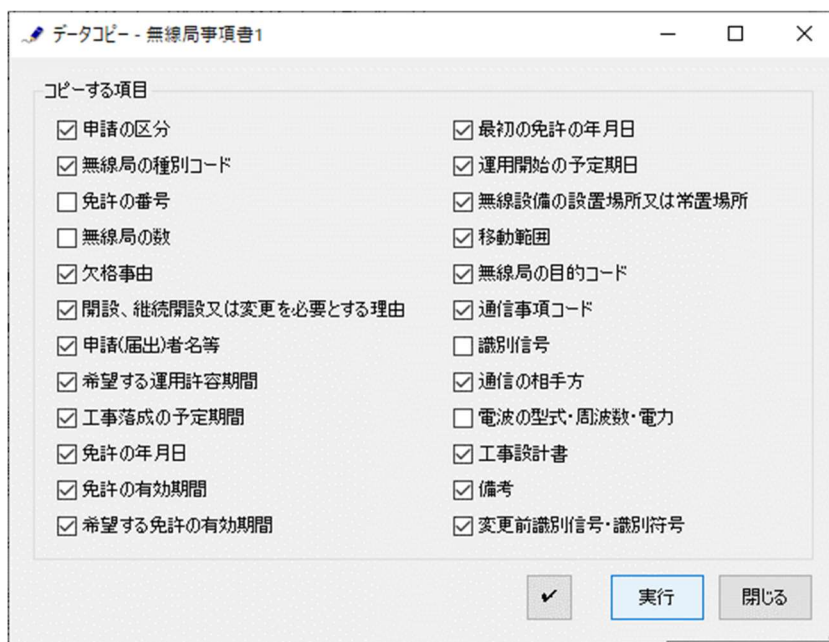 データコピー - 無線局事項書1
コピーする項目
申請の区分
無線局の種別コード
免許の番号
無線局の数
欠格事由
開設、継続開設又は変更を必要とする理由
申請(届出)者名等
希望する運用許容期間
工事落成の予定期間
免許の年月日
免許の有効期間
希望する免許の有効期間
最初の免許の年月日
運用開始の予定期日
無線設備の設置場所又は常置場所
移動範囲
無線局の目的コード
通信事項コード
識別信号
通信の相手方
電波の型式・周波数・電力
工事設計書
備考
変更前識別信号・識別符号
実行
閉じる